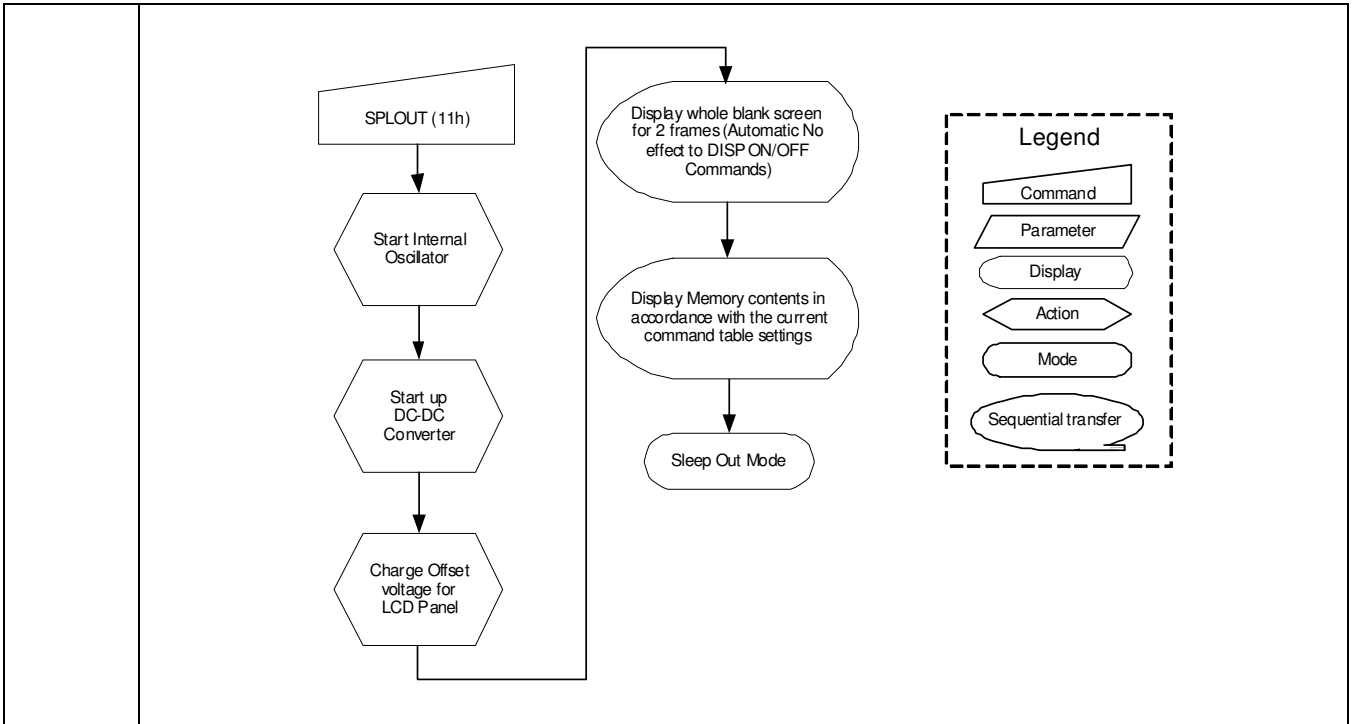 SPLOUT (11h)
Start Internal
Oscillator
Start up
DC-DC
Converter
Charge Offset
voltage for
LCD Panel
Display whole blank screen
for 2 frames (Automatic No
effect to DISP ON/OFF
Commands)
Display Memory contents in
accordance with the current
command table settings
Sleep Out Mode
Legend
Command
Parameter
Display
Action
Mode
Sequential transfer